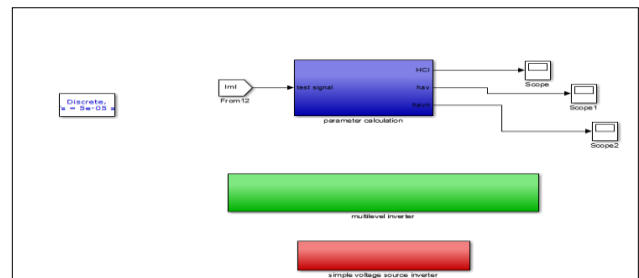 HCI
Iml
test signal
hav
Scope
Discrete,
s = 5e-05 s
From12
havn
Scope1
parameter calculation
Scope2
multilevel inverter
simple voltage source inverter